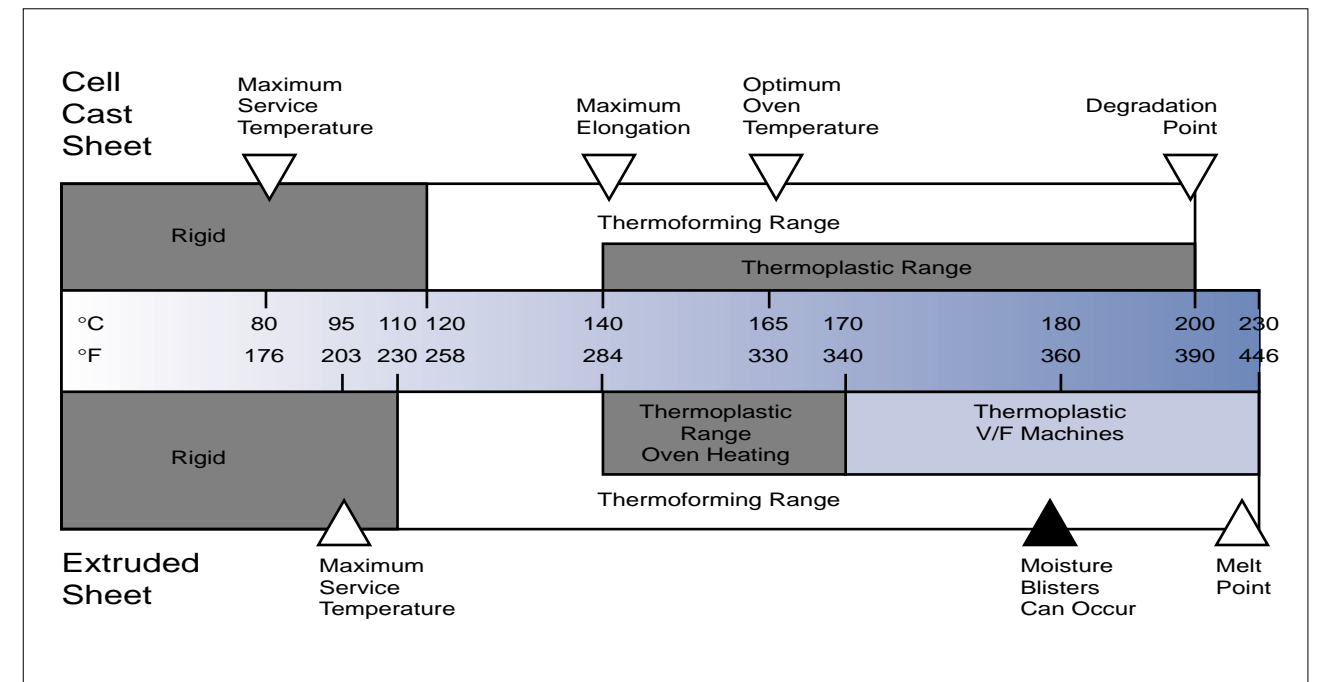 Cell
Cast
Sheet
Maximum
Service
Temperature
Maximum
Elongation
Optimum
Oven
Temperature
Degradation
Point
Rigid
Thermoforming Range
Thermoplastic Range
°C 80 95 110 120 140 165 170 180 200 230
°F 176 203 230 258 284 330 340 360 390 446
Rigid
Thermoplastic
Range
Oven Heating
Thermoplastic
V/F Machines
Thermoforming Range
Extruded
Sheet
Maximum
Service
Temperature
Moisture
Blisters
Can Occur
Melt
Point